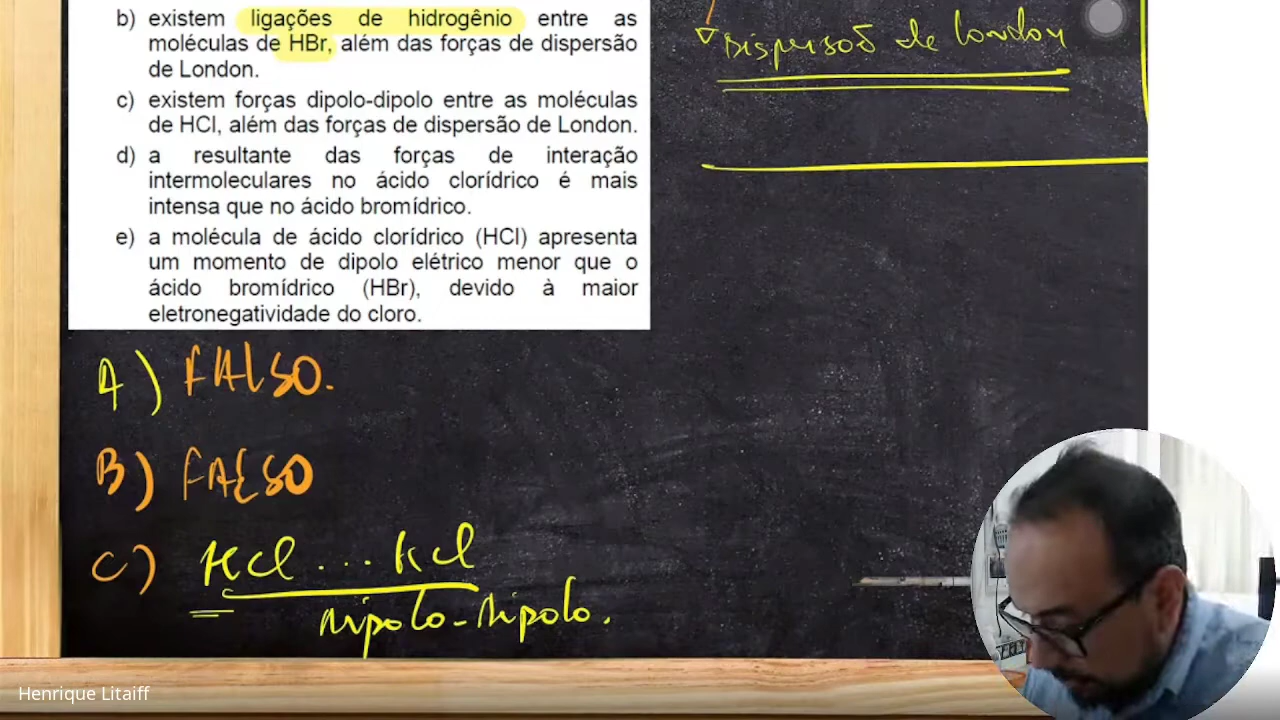 b) existem ligações de hidrogênio entre as
moléculas de HBr, além das forças de dispersão
de London.
c) existem forças dipolo-dipolo entre as moléculas
de HCl, além das forças de dispersão de London.
d) a resultante das forças de interação
intermoleculares no ácido clorídrico é mais
intensa que no ácido bromídrico.
e) a molécula de ácido clorídrico (HCl) apresenta
um momento de dipolo elétrico menor que o
ácido bromídrico (HBr), devido à maior
eletronegatividade do cloro.
Dispersão de London
A) FALSO.
B) FALSO
C) HCl ... HCl
Dipolo-Dipolo.
Henrique Litaiff